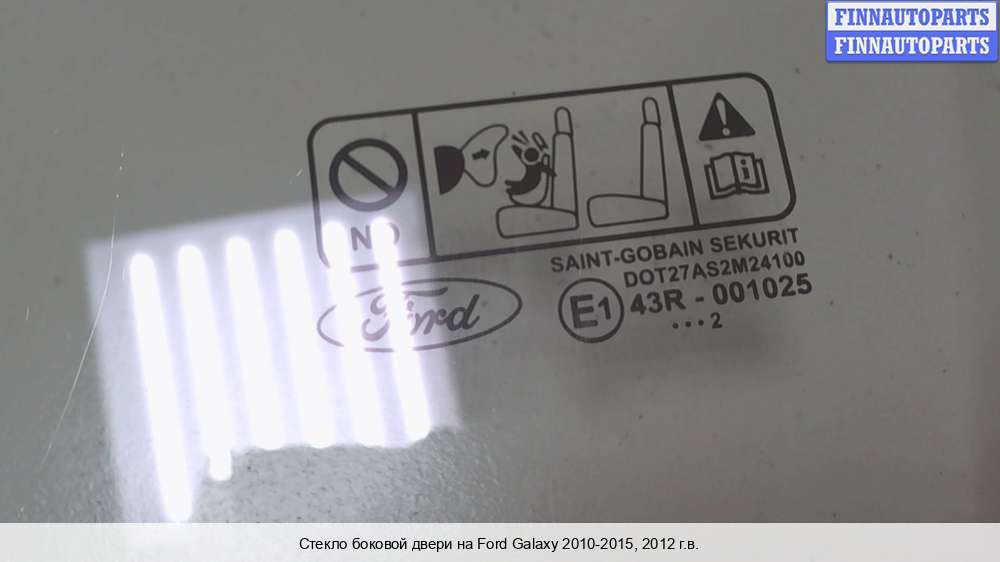 FINNAUTOPARTS
FINNAUTOPARTS
NO
SAINT-GOBAIN SEKURIT
DOT27AS2M24100
Ford
E1
43R - 001025
••• 2
Стекло боковой двери на Ford Galaxy 2010-2015, 2012 г.в.